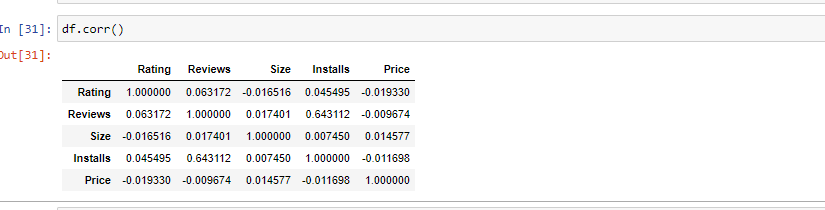 In [31]: df.corr()
Out[31]:
Rating Reviews Size Installs Price
Rating 1.000000 0.063172 -0.016516 0.045495 -0.019330
Reviews 0.063172 1.000000 0.017401 0.643112 -0.009674
Size -0.016516 0.017401 1.000000 0.007450 0.014577
Installs 0.045495 0.643112 0.007450 1.000000 -0.011698
Price -0.019330 -0.009674 0.014577 -0.011698 1.000000